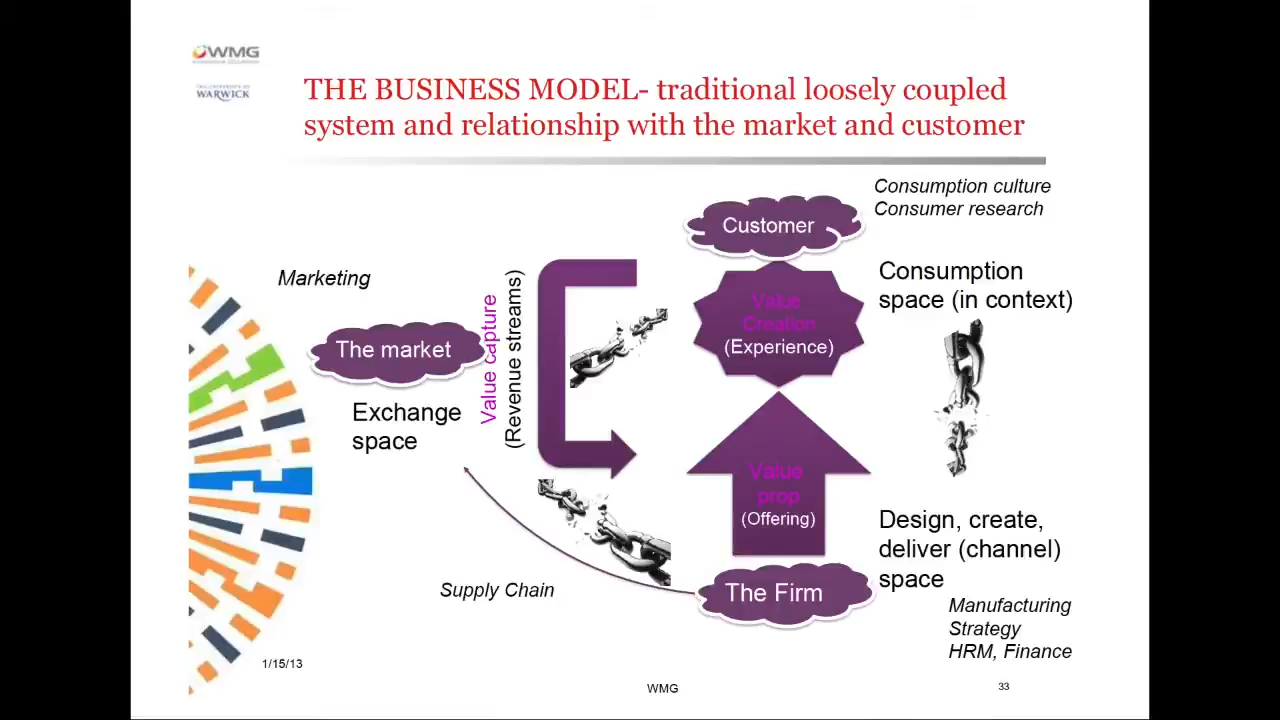 WMG
WARWICK
THE BUSINESS MODEL- traditional loosely coupled
system and relationship with the market and customer
Consumption culture
Consumer research
Customer
Marketing
Value capture
(Revenue streams)
Value
Creation
(Experience)
Consumption
space (in context)
The market
Exchange
space
Value
prop
(Offering)
Design, create,
deliver (channel)
space
Supply Chain
The Firm
Manufacturing
Strategy
HRM, Finance
1/15/13
WMG
33